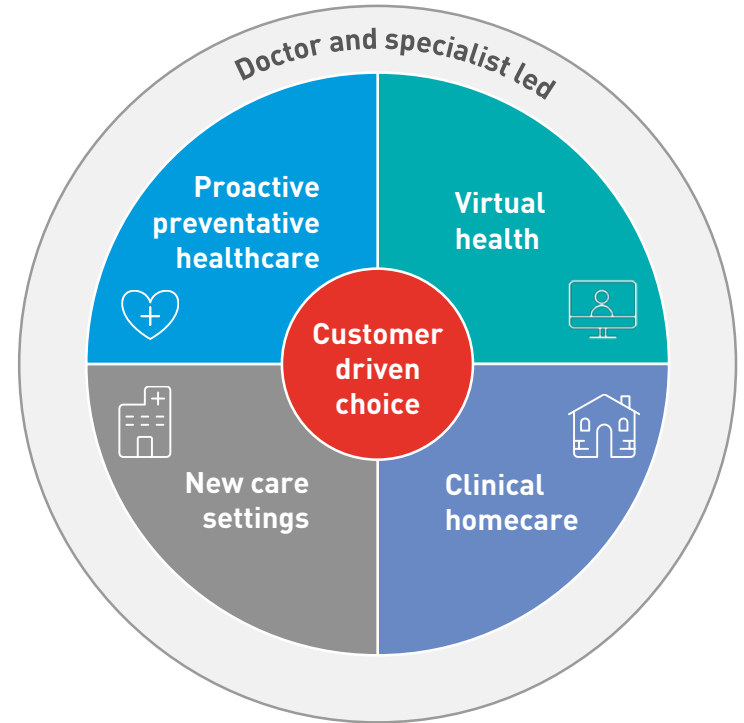 Doctor and specialist led
Proactive
preventative
healthcare
Virtual
health
Customer
driven
choice
New care
settings
Clinical
homecare